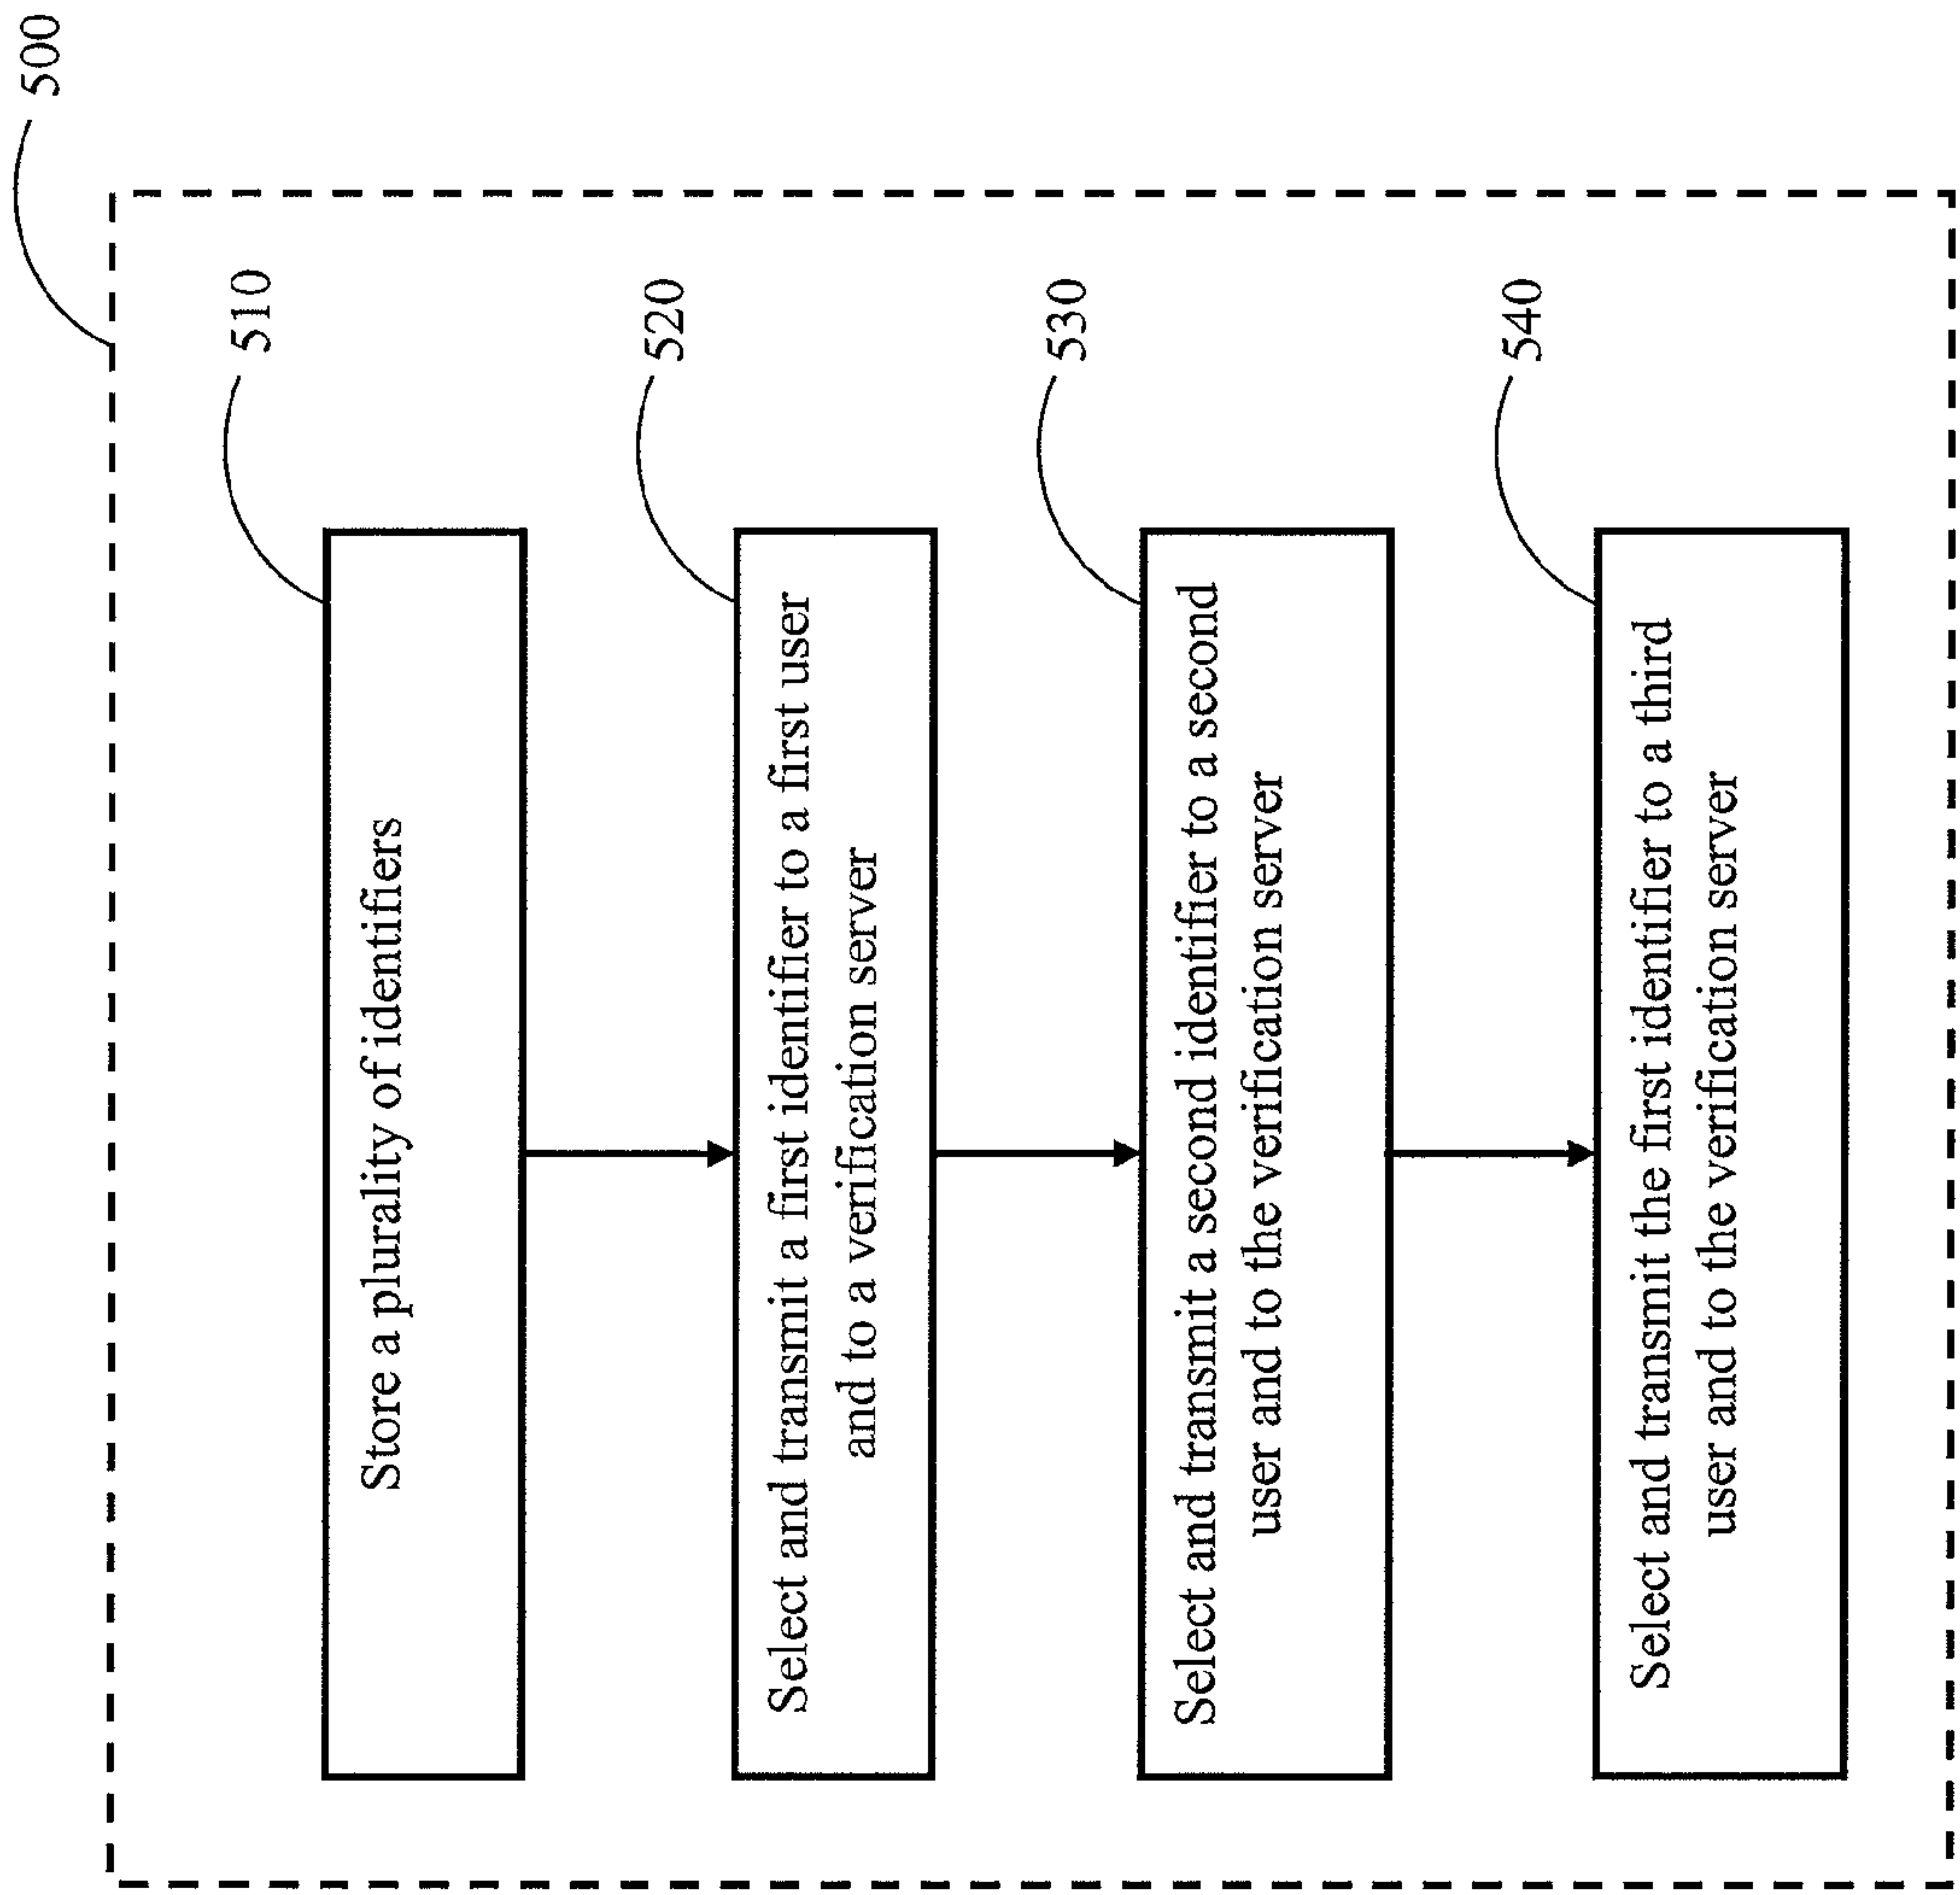 500
510
Store a plurality of identifiers
520
Select and transmit a first identifier to a first user
and to a verification server
530
Select and transmit a second identifier to a second
user and to the verification server
540
Select and transmit the first identifier to a third
user and to the verification server